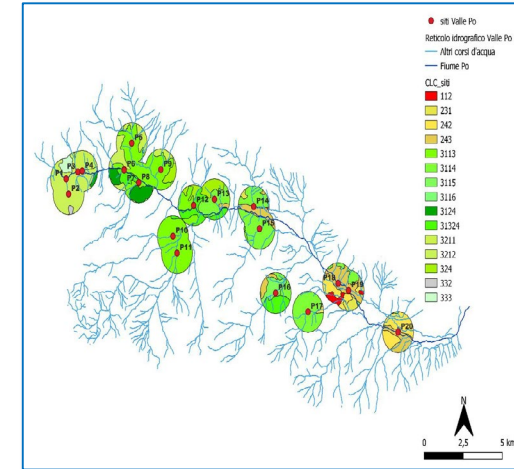 siti Valle Po
Reticolo idrografico Valle Po
Altri corsi d'acqua
Fiume Po
CLC_siti
112
231
242
243
3113
3114
3115
3116
3124
31324
3211
3212
324
332
333
P5
P3 P4
P1
P2
P6
P7
P8
P9
P12
P13
P14
P15
P10
P11
P16
P17
P18
P19
P20
N
0 2,5 5 km